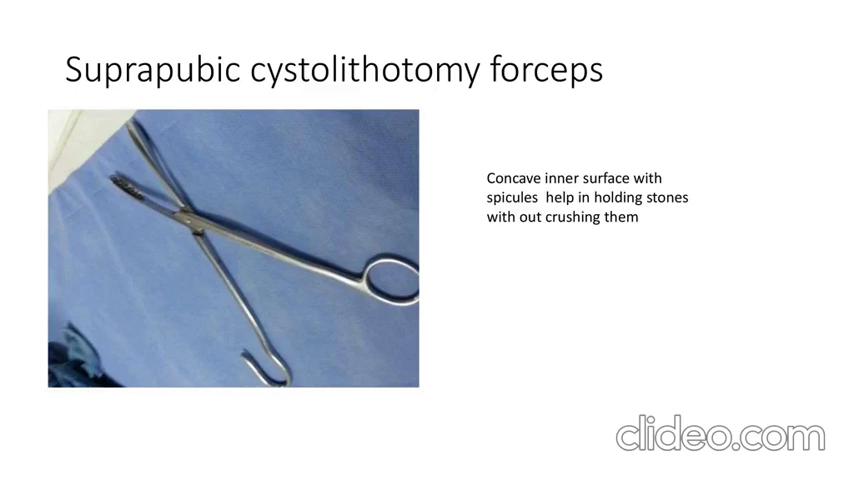 Suprapubic cystolithotomy forceps
Concave inner surface with
spicules help in holding stones
with out crushing them
clideo.com